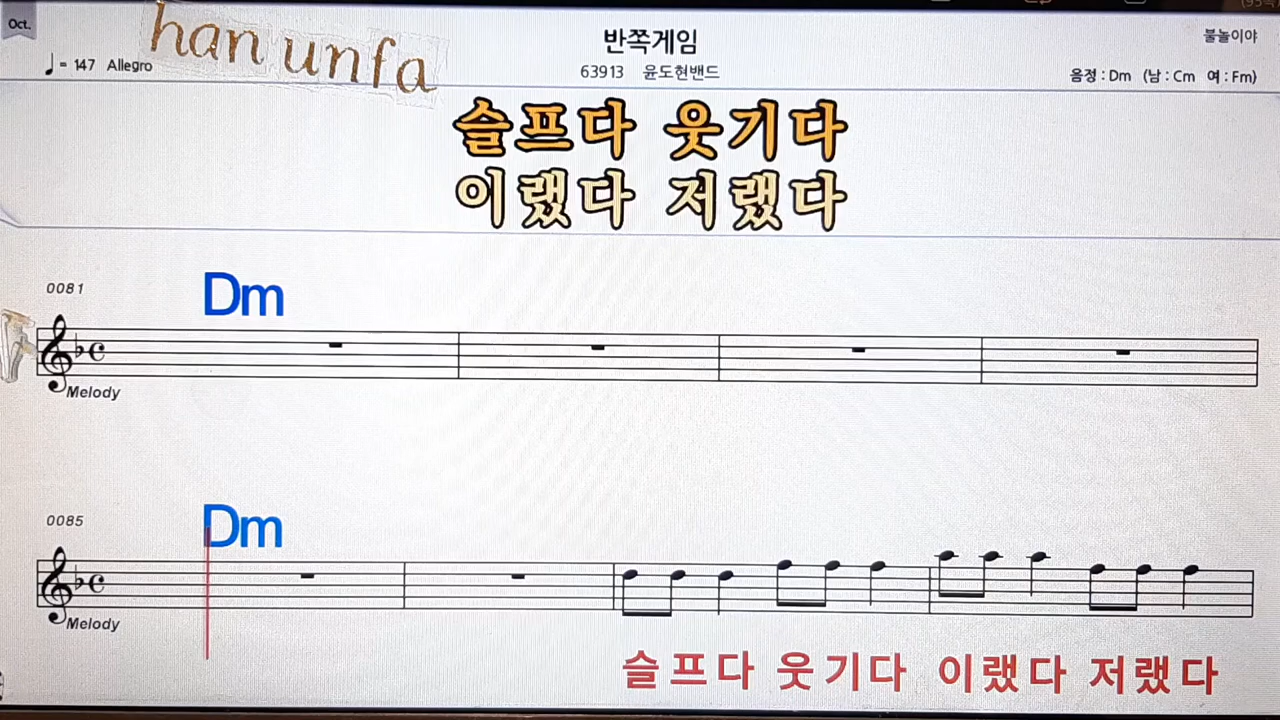 Oct.
han unfa
♩= 147 Allegro
반쪽게임
63913 윤도현밴드
불놀이야
음정 : Dm (남 : Cm 여 : Fm)
슬프다 웃기다
이랬다 저랬다
0081
Dm
Melody
0085
Dm
Melody
슬프다 웃기다 이랬다 저랬다